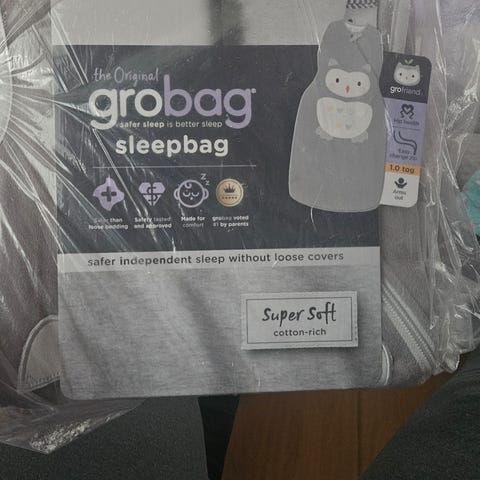 the Original
grobag
safer sleep is better sleep
sleepbag
Safer than
loose bedding
Safety tested
and approved
Made for
comfort
grobag voted
#1 by parents
safer independent sleep without loose covers
Super Soft
cotton-rich
grofriend
Hip health
Easy
change zip
1.0 tog
Arms
out